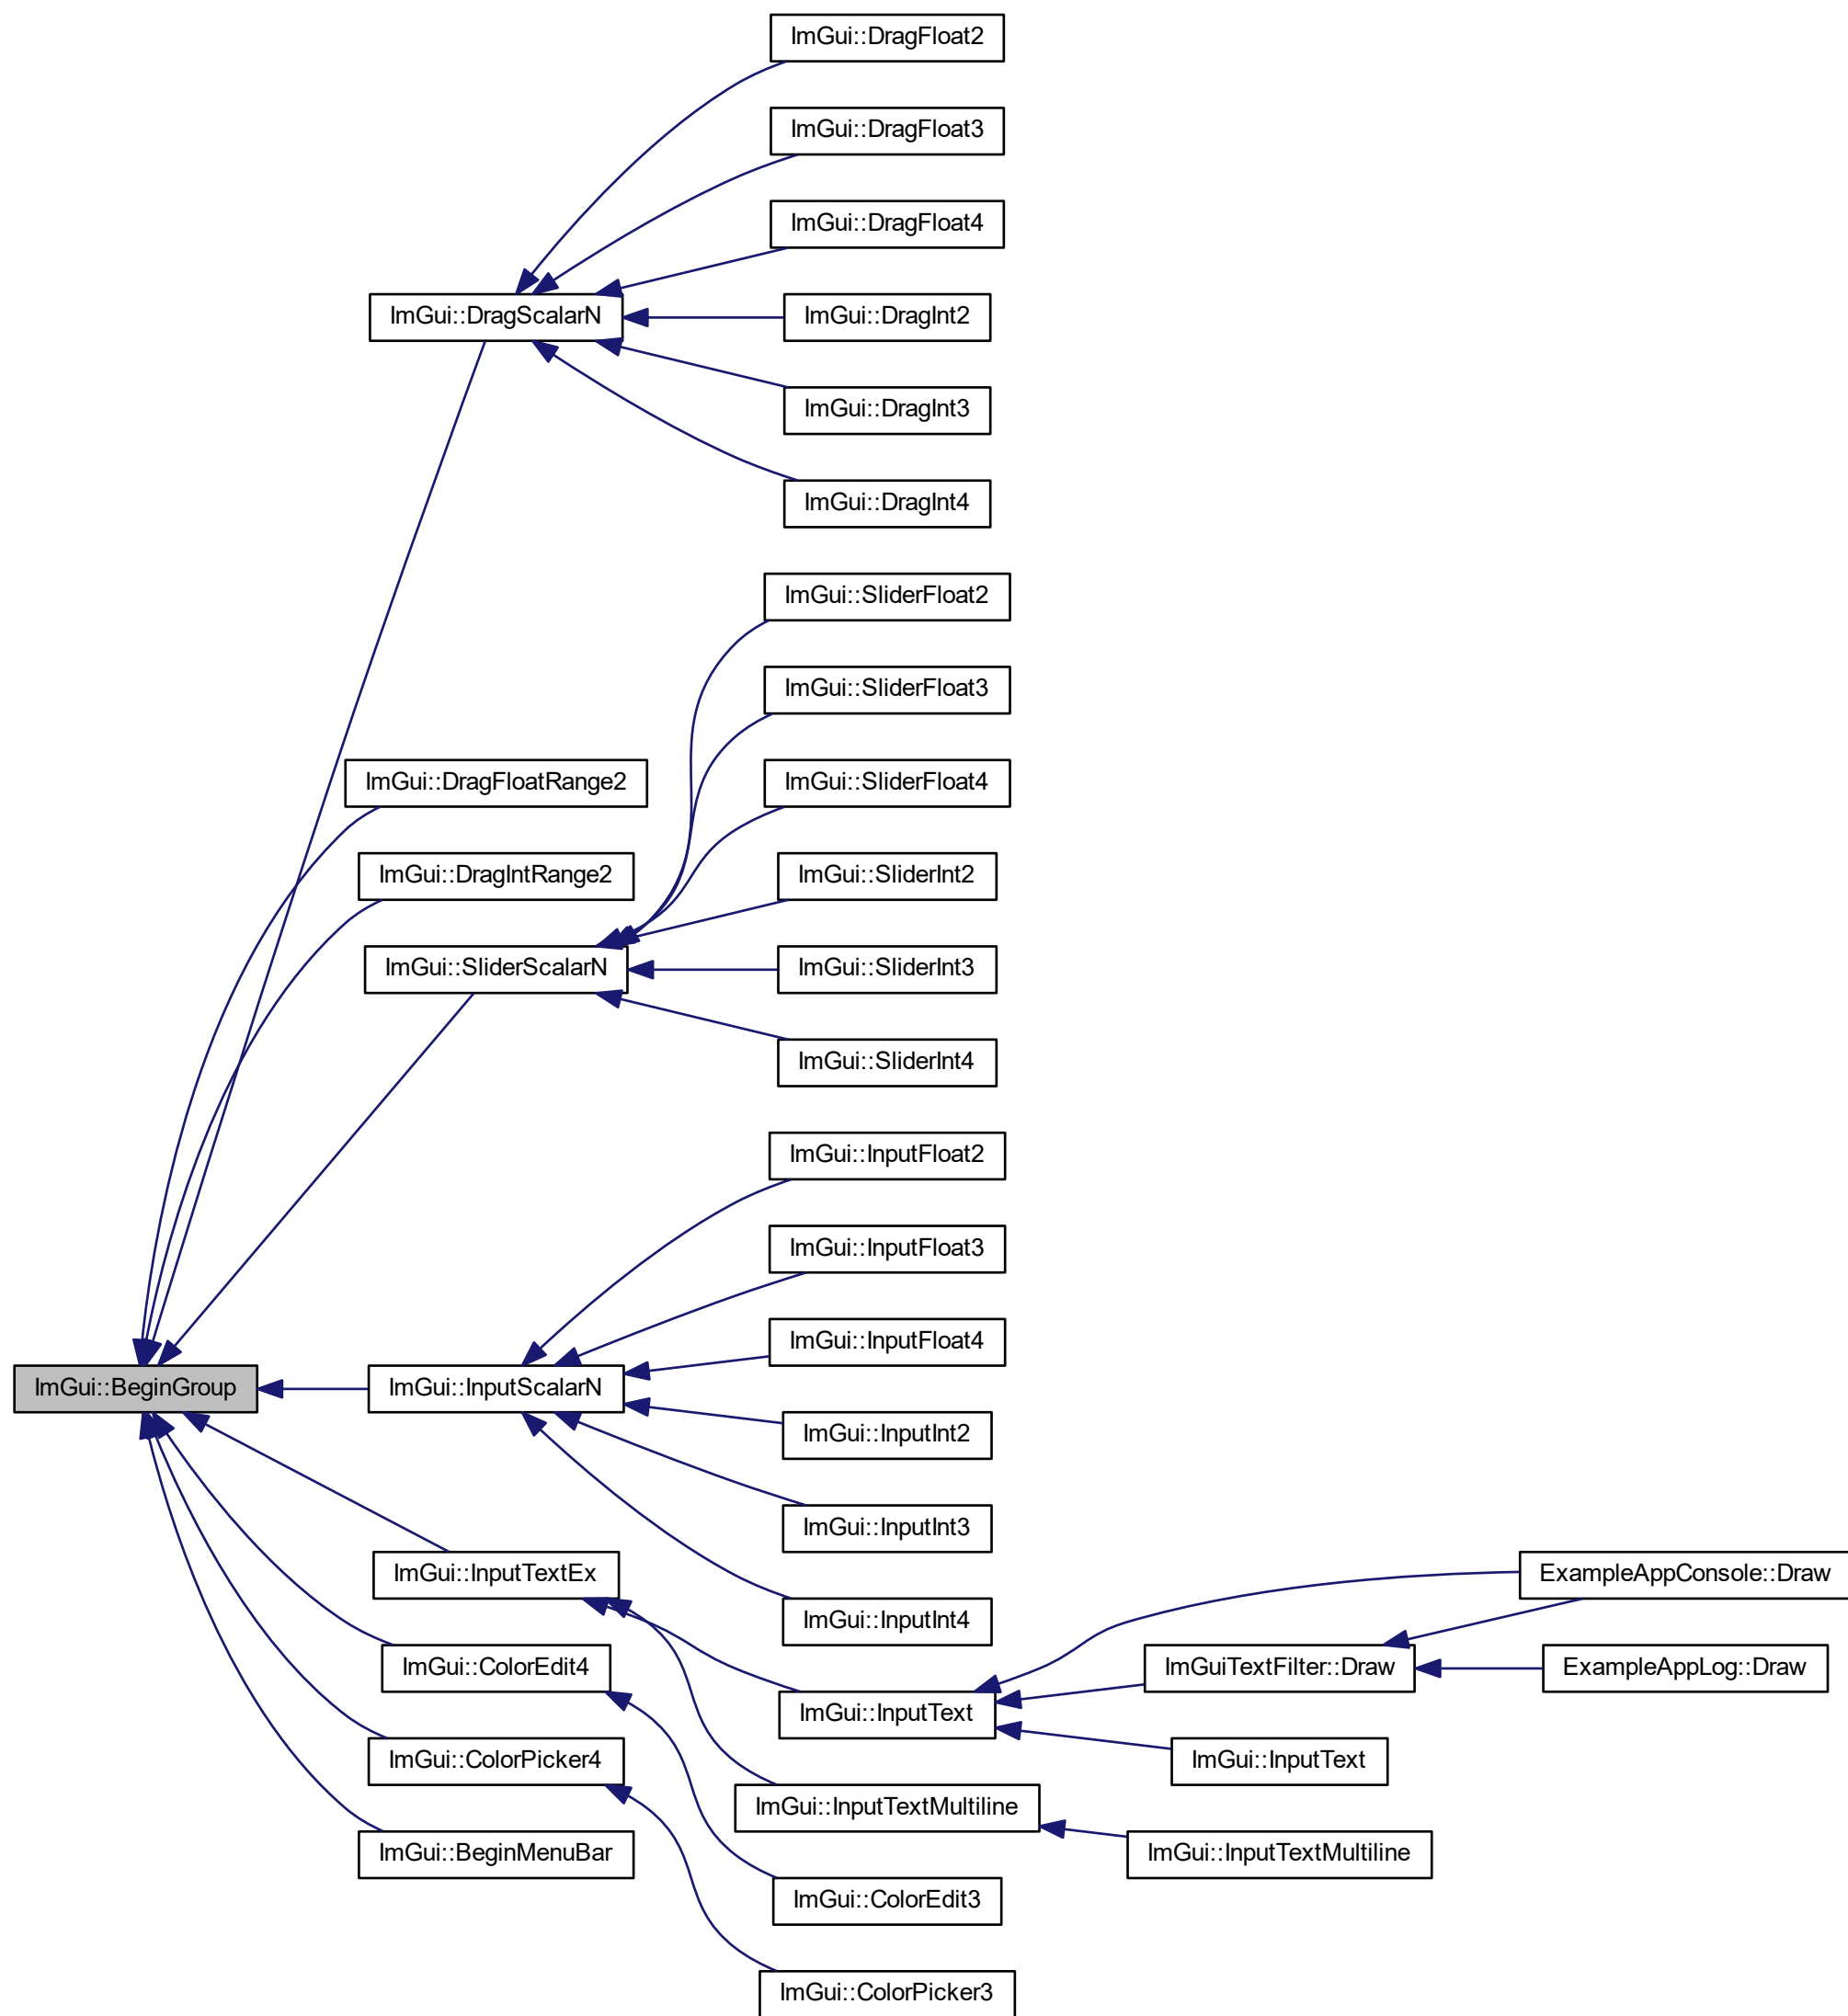 ImGui::DragFloat2
ImGui::DragFloat3
ImGui::DragFloat4
ImGui::DragScalarN
ImGui::DragInt2
ImGui::DragInt3
ImGui::DragInt4
ImGui::SliderFloat2
ImGui::SliderFloat3
ImGui::DragFloatRange2
ImGui::SliderFloat4
ImGui::DragIntRange2
ImGui::SliderInt2
ImGui::SliderScalarN
ImGui::SliderInt3
ImGui::SliderInt4
ImGui::InputFloat2
ImGui::InputFloat3
ImGui::InputFloat4
ImGui::BeginGroup
ImGui::InputScalarN
ImGui::InputInt2
ImGui::InputInt3
ImGui::InputTextEx
ExampleAppConsole::Draw
ImGui::InputInt4
ImGui::ColorEdit4
ImGuiTextFilter::Draw
ExampleAppLog::Draw
ImGui::InputText
ImGui::ColorPicker4
ImGui::InputText
ImGui::InputTextMultiline
ImGui::BeginMenuBar
ImGui::InputTextMultiline
ImGui::ColorEdit3
ImGui::ColorPicker3